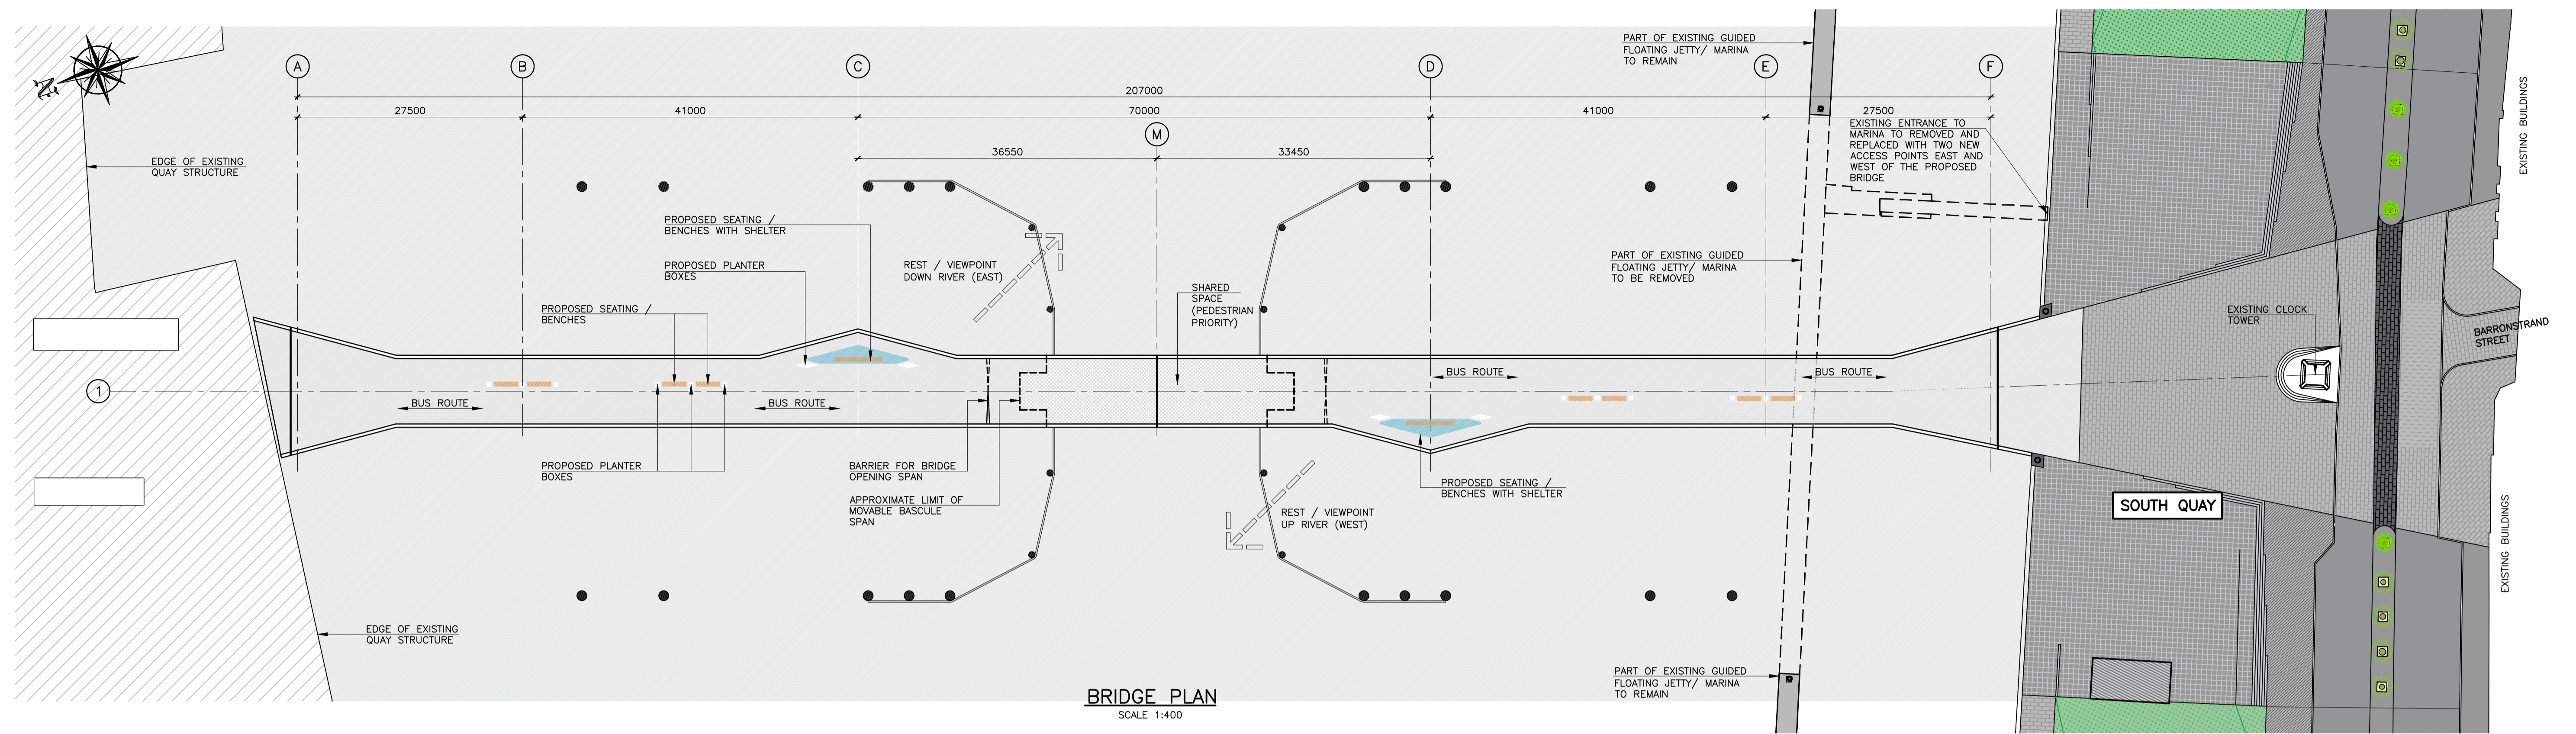 PART OF EXISTING GUIDED
FLOATING JETTY/ MARINA
TO REMAIN
A
B
C
D
E
F
207000
27500
41000
70000
41000
27500
M
36550
33450
EXISTING ENTRANCE TO
MARINA TO REMOVED AND
REPLACED WITH TWO NEW
ACCESS POINTS EAST AND
WEST OF THE PROPOSED
BRIDGE
EXISTING BUILDINGS
EDGE OF EXISTING
QUAY STRUCTURE
PROPOSED SEATING /
BENCHES WITH SHELTER
PROPOSED PLANTER
BOXES
REST / VIEWPOINT
DOWN RIVER (EAST)
PART OF EXISTING GUIDED
FLOATING JETTY/ MARINA
TO BE REMOVED
SHARED
SPACE
(PEDESTRIAN
PRIORITY)
PROPOSED SEATING /
BENCHES
EXISTING CLOCK
TOWER
BARRONSTRAND
STREET
1
BUS ROUTE
BUS ROUTE
BUS ROUTE
BUS ROUTE
PROPOSED PLANTER
BOXES
BARRIER FOR BRIDGE
OPENING SPAN
APPROXIMATE LIMIT OF
MOVABLE BASCULE
SPAN
PROPOSED SEATING /
BENCHES WITH SHELTER
REST / VIEWPOINT
UP RIVER (WEST)
SOUTH QUAY
EXISTING BUILDINGS
EDGE OF EXISTING
QUAY STRUCTURE
PART OF EXISTING GUIDED
FLOATING JETTY/ MARINA
TO REMAIN
BRIDGE PLAN
SCALE 1:400